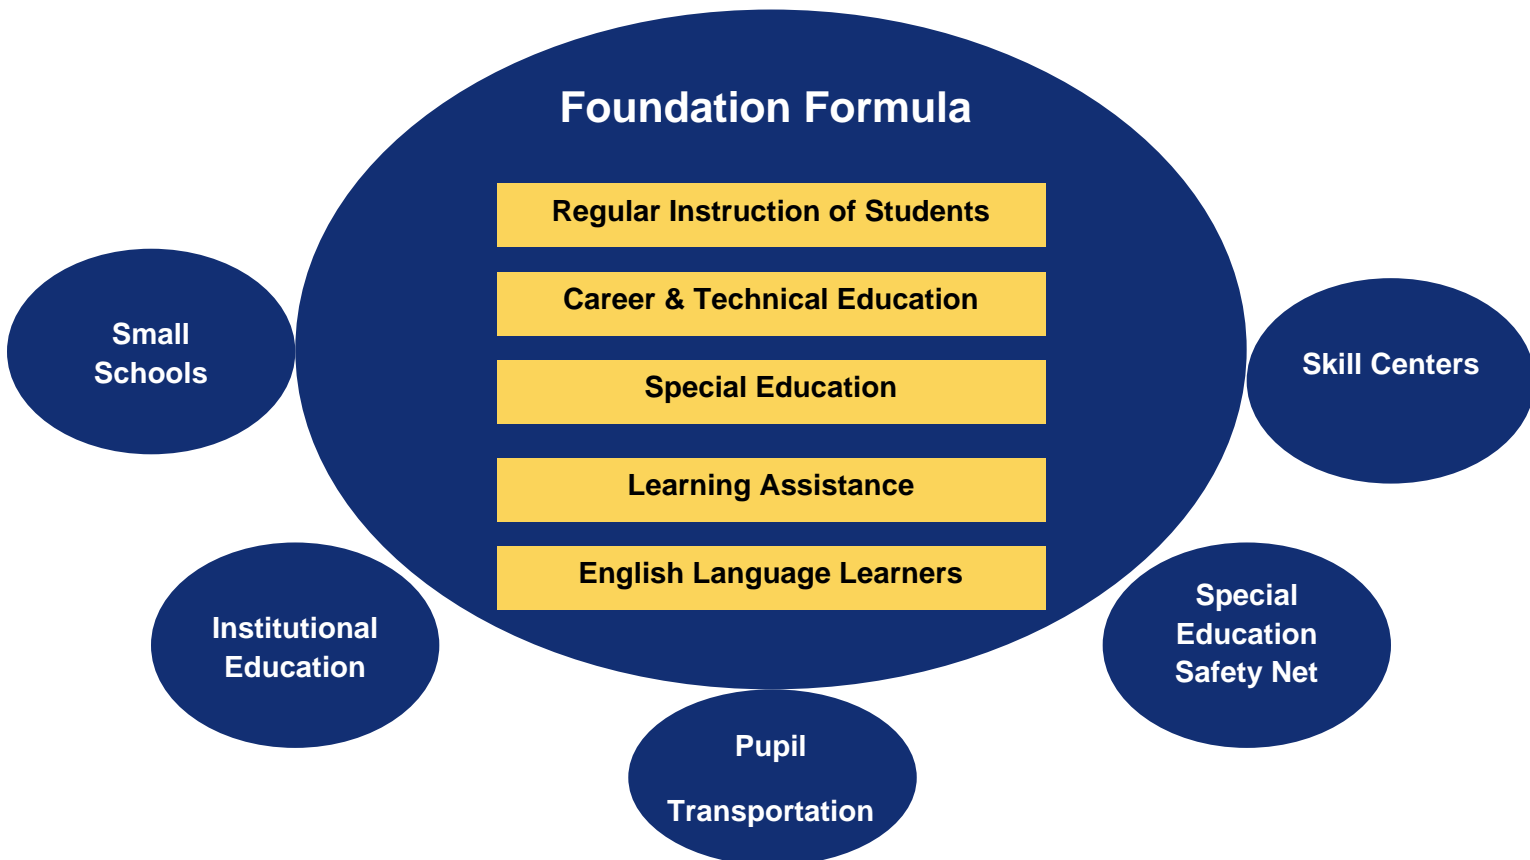 Foundation Formula
Regular Instruction of Students
Career & Technical Education
Special Education
Learning Assistance
English Language Learners
Small
Schools
Skill Centers
Institutional
Education
Special
Education
Safety Net
Pupil
Transportation